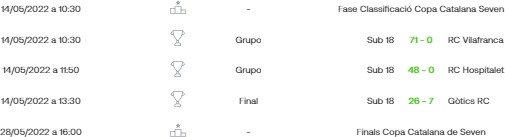 14/05/2022 a 10:30 - Fase Classificació Copa Catalana Seven
14/05/2022 a 10:30 Grupo Sub 18 71 - 0 RC Vilafranca
14/05/2022 a 11:50 Grupo Sub 18 48 - 0 RC Hospitalet
14/05/2022 a 13:30 Final Sub 18 26 - 7 Gòtics RC
28/05/2022 a 16:00 - Finals Copa Catalana de Seven